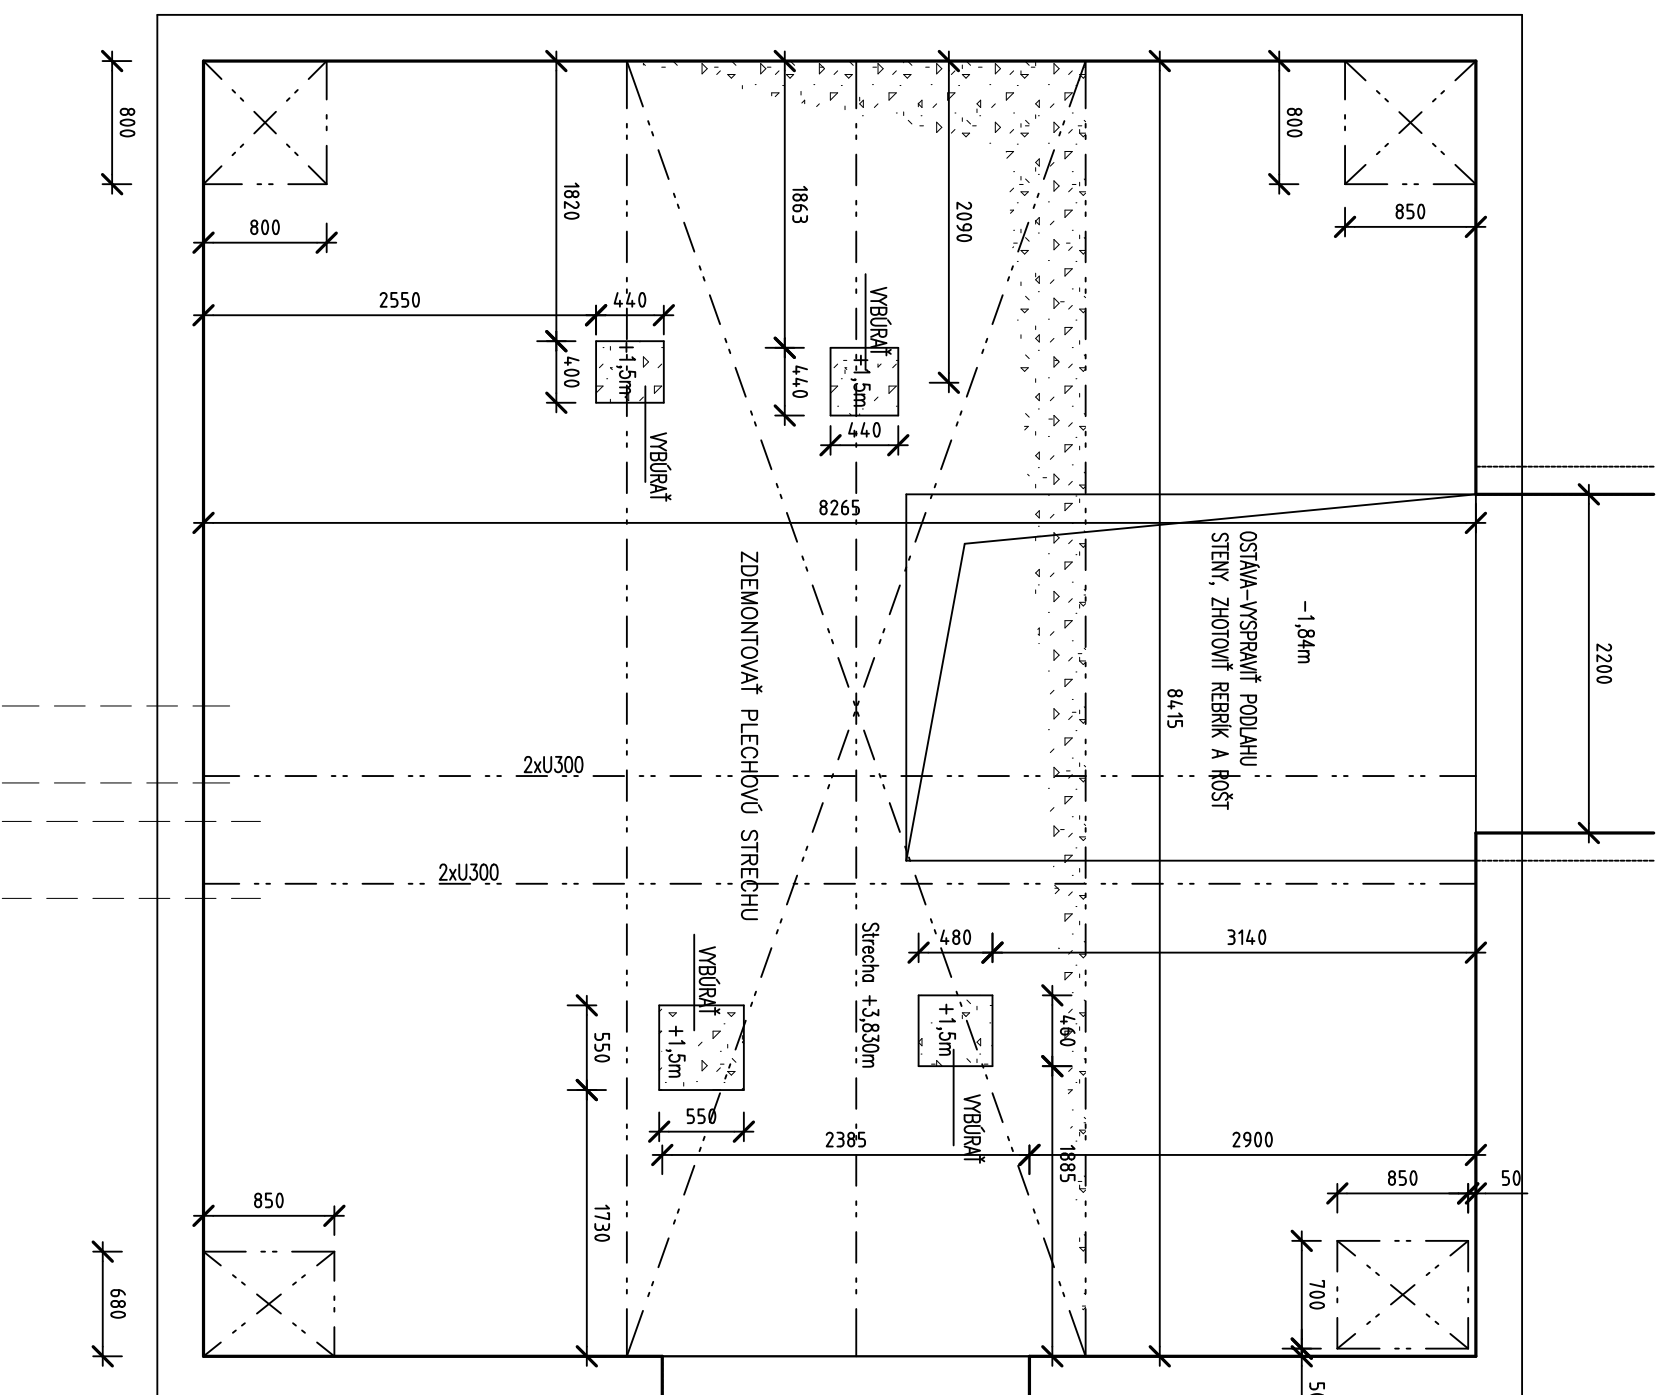 800
800
850
800
1820
1863
2090
2550
440
400
+1,5m
VYBÚRAŤ
VYBÚRAŤ
+1,5m
440
440
8265
OSTÁVA-VYSPRAVIŤ PODLAHU
STENY, ZHOTOVIŤ REBRÍK A ROŠT
-1,84m
2200
8415
ZDEMONTOVAŤ PLECHOVÚ STRECHU
2xU300
2xU300
Strecha +3,830m
480
3140
VYBÚRAŤ
+1,5m
550
550
+1,5m
VYBÚRAŤ
460
1885
2385
2900
1730
850
680
850
50
700